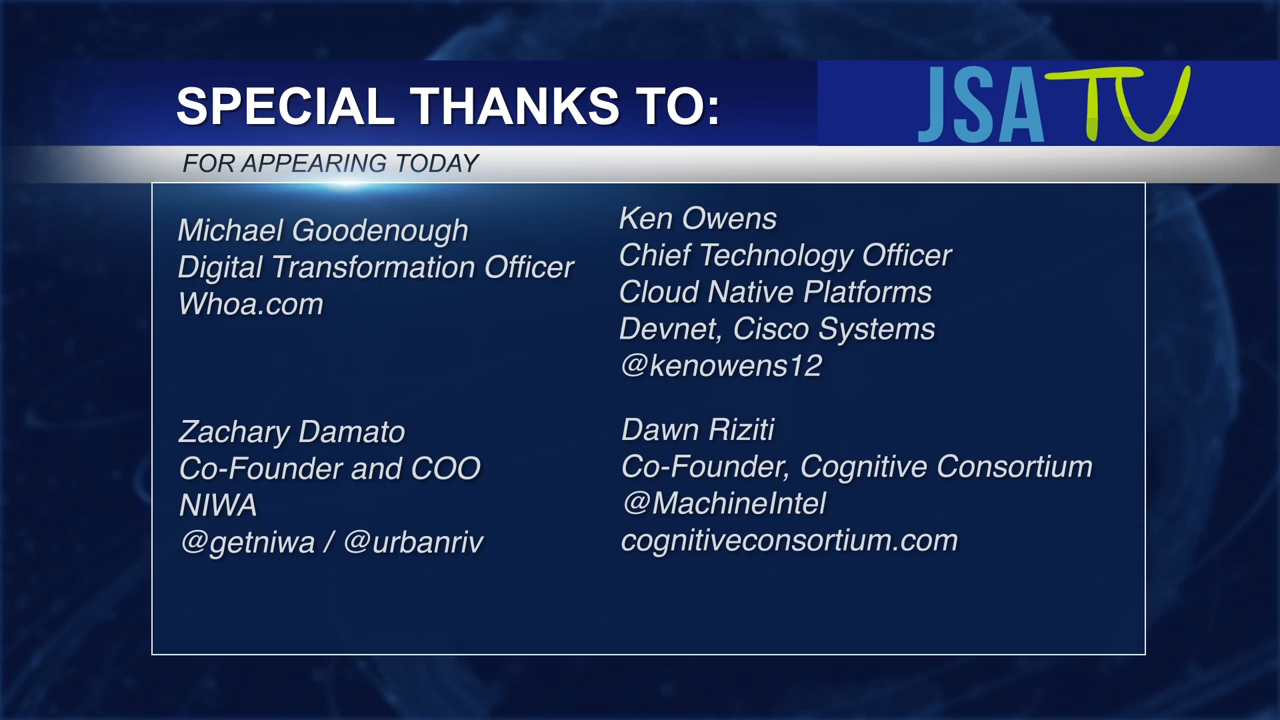 SPECIAL THANKS TO:
JSA TV
FOR APPEARING TODAY
Michael Goodenough
Digital Transformation Officer
Whoa.com
Ken Owens
Chief Technology Officer
Cloud Native Platforms
Devnet, Cisco Systems
@kenowens12
Zachary Damato
Co-Founder and COO
NIWA
@getniwa / @urbanriv
Dawn Riziti
Co-Founder, Cognitive Consortium
@MachineIntel
cognitiveconsortium.com